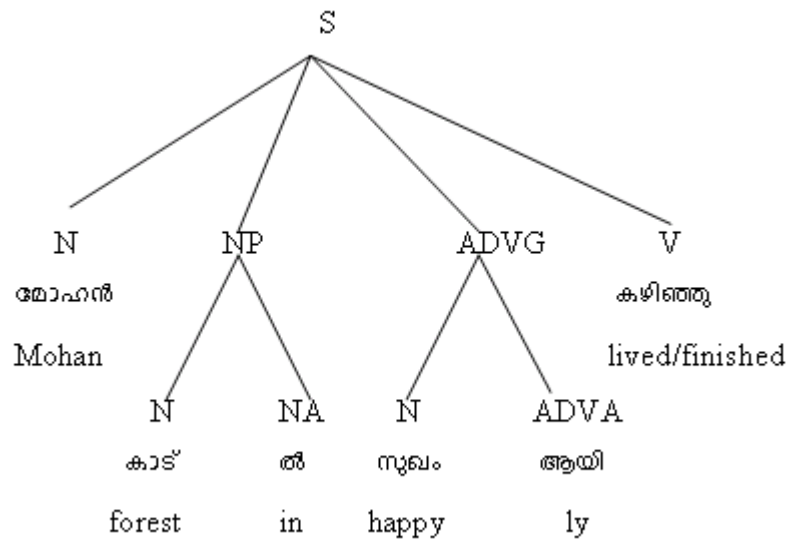 S
N NP ADVG V
മോഹൻ കഴിഞ്ഞു
Mohan lived/finished
N NA N ADVA
കാട് ൽ സുഖം ആയി
forest in happy ly